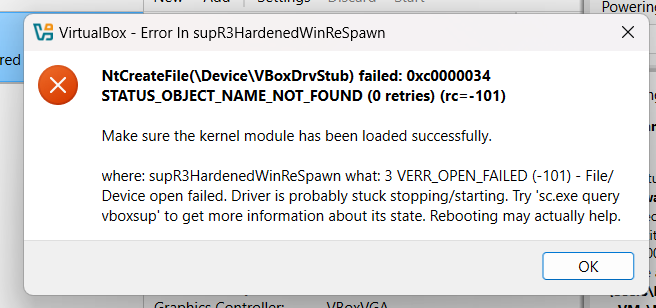 New Add Settings Discard Start
Powering
VirtualBox - Error In supR3HardenedWinReSpawn
red
NtCreateFile(\Device\VBoxDrvStub) failed: 0xc0000034
STATUS_OBJECT_NAME_NOT_FOUND (0 retries) (rc=-101)
Make sure the kernel module has been loaded successfully.
where: supR3HardenedWinReSpawn what: 3 VERR_OPEN_FAILED (-101) - File/
Device open failed. Driver is probably stuck stopping/starting. Try 'sc.exe query
vboxsup' to get more information about its state. Rebooting may actually help.
OK
Graphics Controller: VBoxVGA